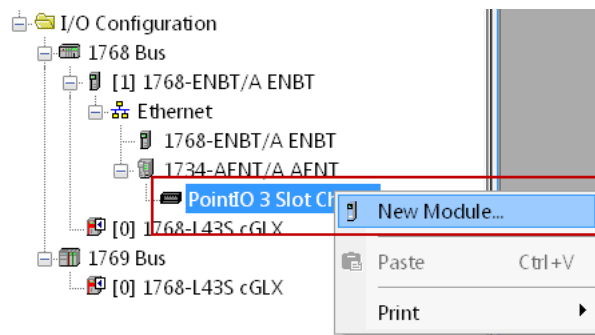 I/O Configuration
1768 Bus
[1] 1768-ENBT/A ENBT
Ethernet
1768-ENBT/A ENBT
1734-AENT/A AENT
PointIO 3 Slot
New Module...
[0] 1768-L43S cGLX
Paste Ctrl+V
1769 Bus
[0] 1768-L43S cGLX
Print